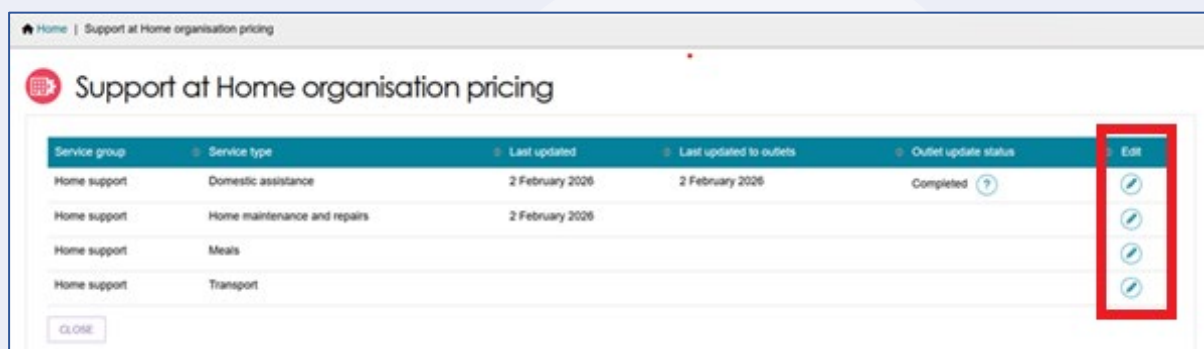 Home | Support at Home organisation pricing
Support at Home organisation pricing
Service group Service type Last updated Last updated to outlets Outlet update status Edit
Home support Domestic assistance 2 February 2026 2 February 2026 Completed ?
Home support Home maintenance and repairs 2 February 2026
Home support Meals
Home support Transport
CLOSE